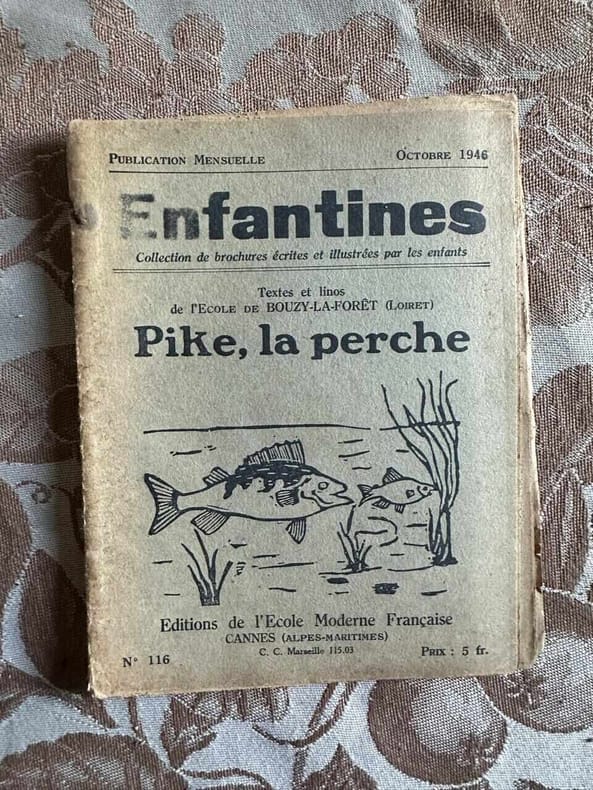 Publication Mensuelle Octobre 1946
Enfantines
Collection de brochures écrites et illustrées par les enfants
Textes et linos
de l'Ecole de BOUZY-LA-FORÊT (Loiret)
Pike, la perche
Editions de l'Ecole Moderne Française
CANNES (ALPES-MARITIMES)
C. C. Marseille 115.03
N° 116 Prix : 5 fr.